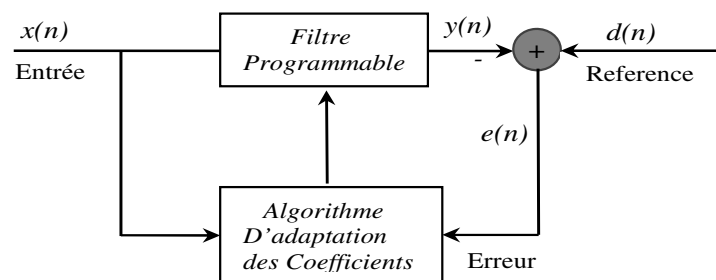 x(n)
Entrée
Filtre
Programmable
y(n)
-
+
d(n)
Reference
e(n)
Algorithme
D'adaptation
des Coefficients
Erreur